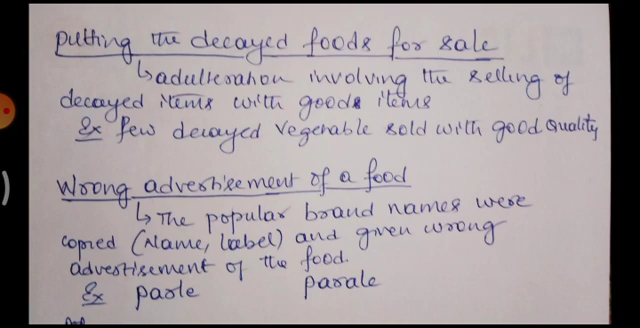 Putting the decayed foods for sale
↳ adulteration involving the selling of
decayed items with goods items
Ex few decayed vegetable sold with good quality
Wrong advertisement of a food
↳ The popular brand names were
copied (Name, label) and given wrong
advertisement of the food.
Ex parle parale